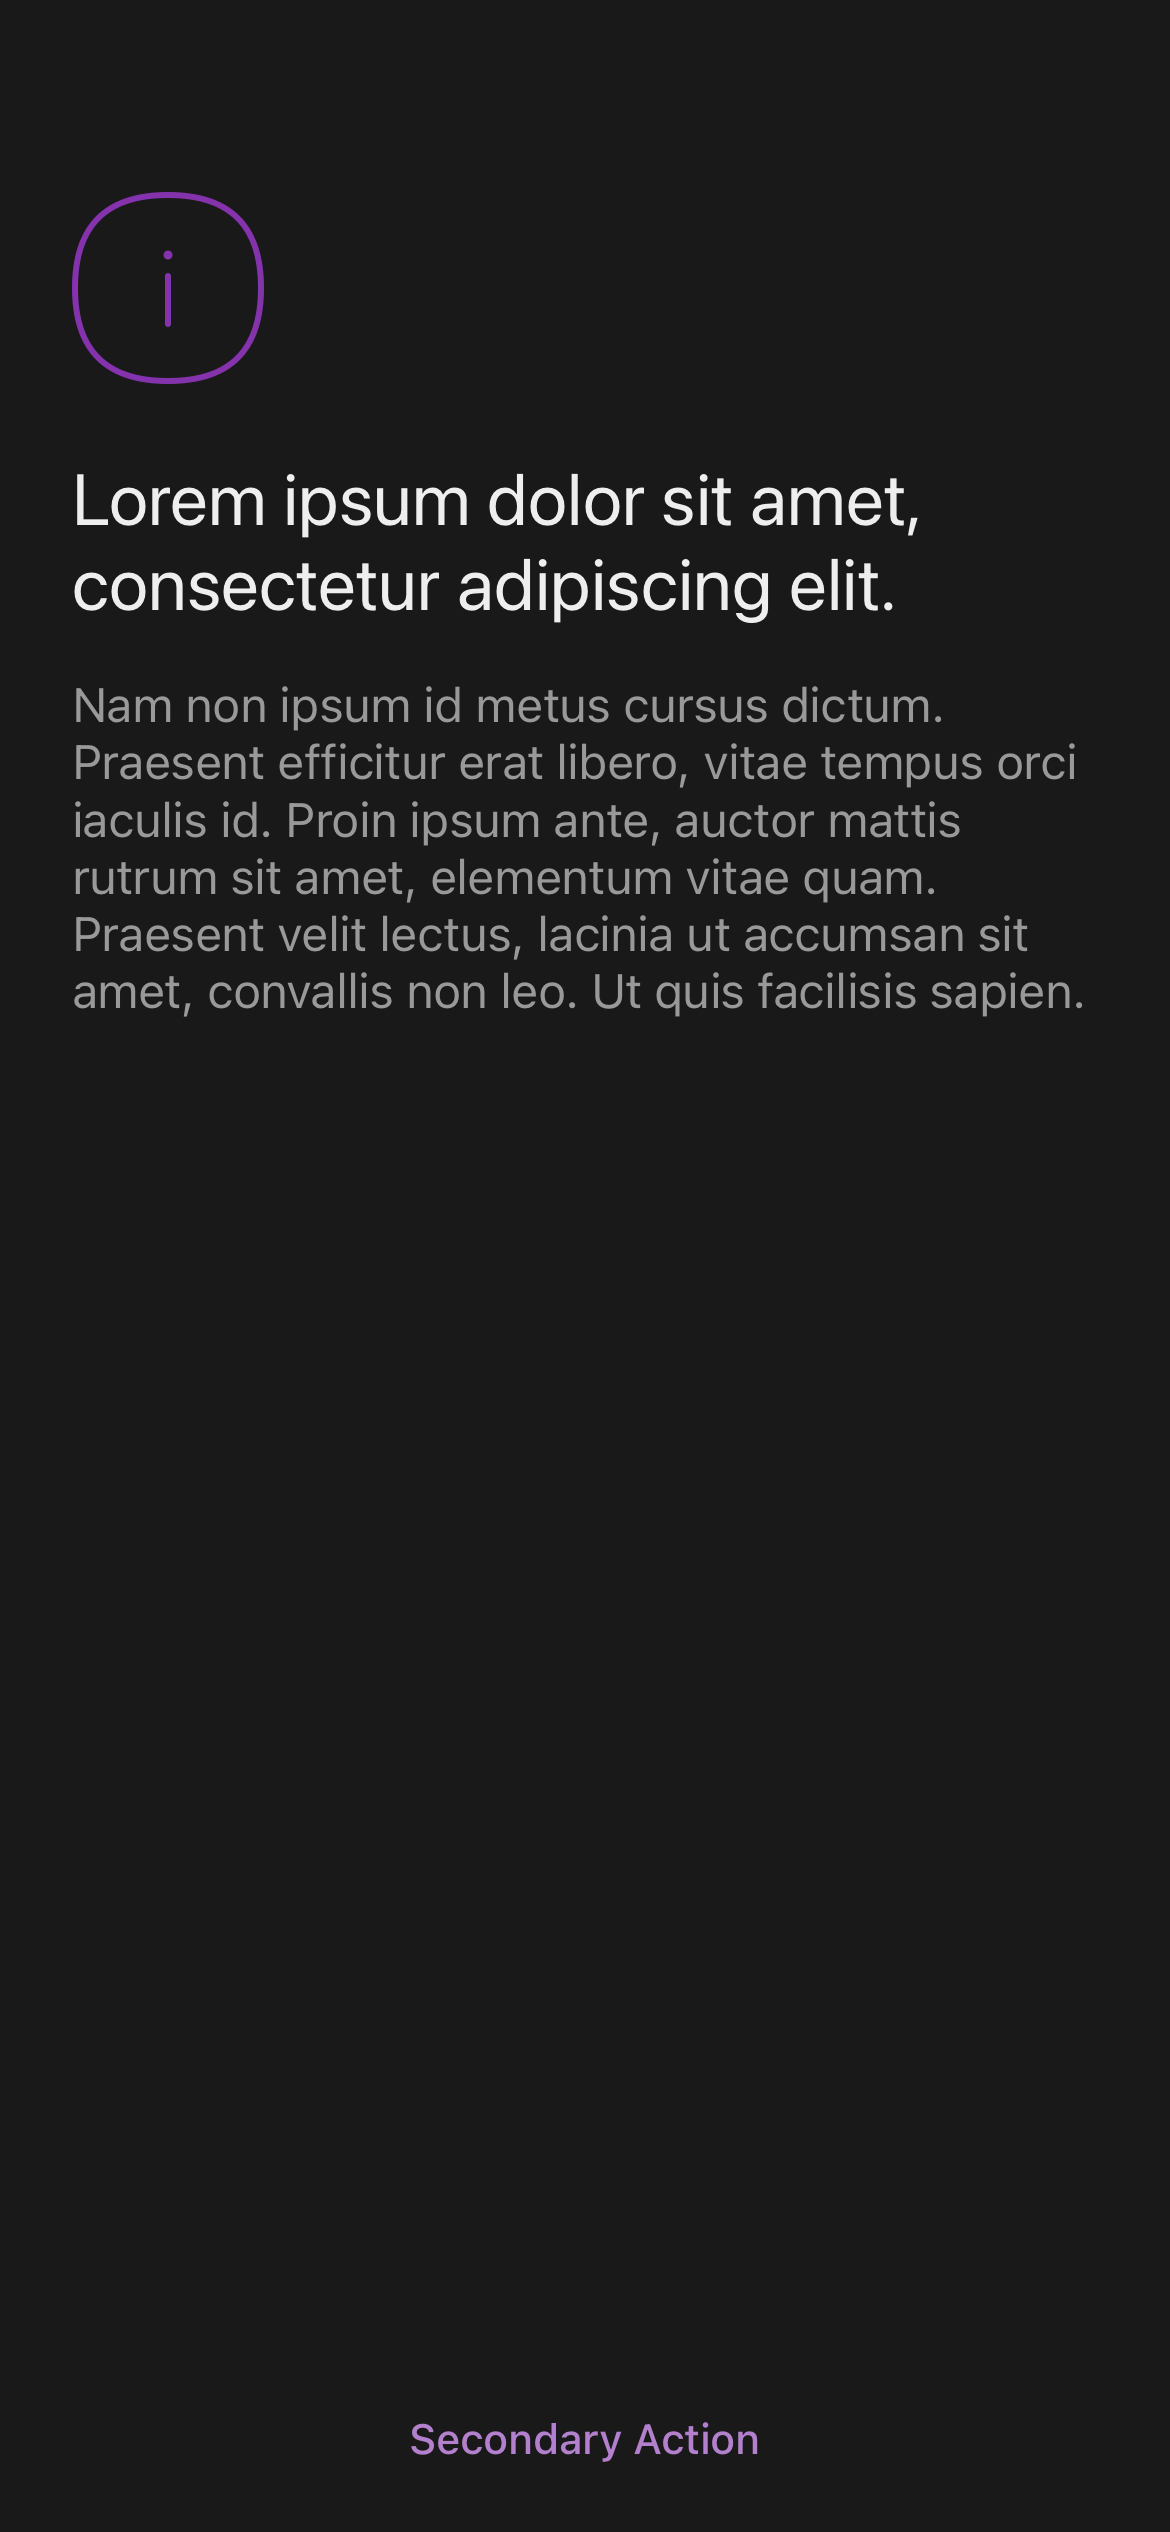 Lorem ipsum dolor sit amet,
consectetur adipiscing elit.
Nam non ipsum id metus cursus dictum.
Praesent efficitur erat libero, vitae tempus orci
iaculis id. Proin ipsum ante, auctor mattis
rutrum sit amet, elementum vitae quam.
Praesent velit lectus, lacinia ut accumsan sit
amet, convallis non leo. Ut quis facilisis sapien.
Secondary Action